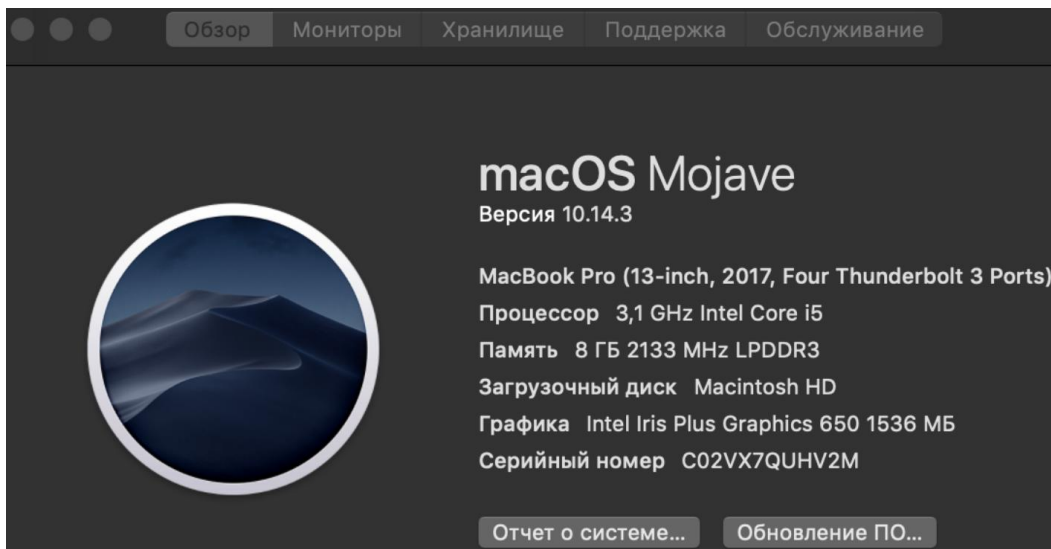 Обзор Мониторы Хранилище Поддержка Обслуживание
macOS Mojave
Версия 10.14.3
MacBook Pro (13-inch, 2017, Four Thunderbolt 3 Ports)
Процессор 3,1 GHz Intel Core i5
Память 8 ГБ 2133 MHz LPDDR3
Загрузочный диск Macintosh HD
Графика Intel Iris Plus Graphics 650 1536 МБ
Серийный номер C02VX7QUHV2M
Отчет о системе... Обновление ПО...